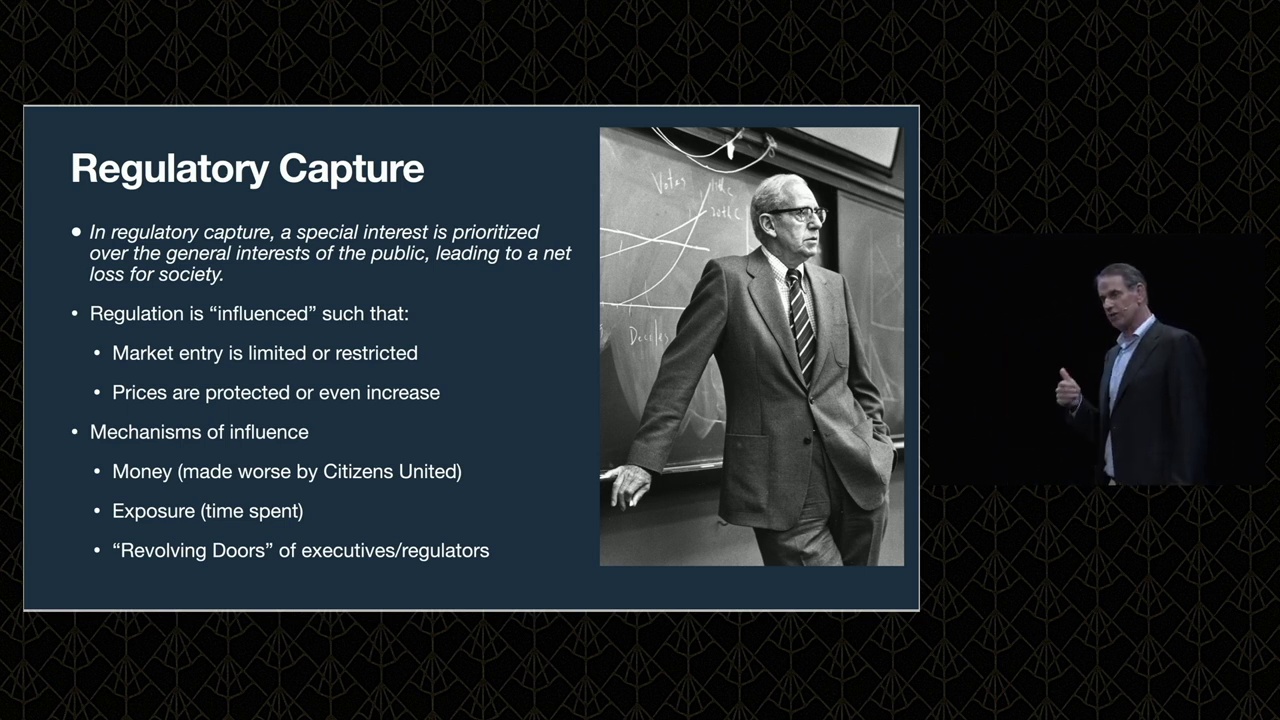 Regulatory Capture
• In regulatory capture, a special interest is prioritized
over the general interests of the public, leading to a net
loss for society.
• Regulation is “influenced” such that:
• Market entry is limited or restricted
• Prices are protected or even increase
• Mechanisms of influence
• Money (made worse by Citizens United)
• Exposure (time spent)
• “Revolving Doors” of executives/regulators
Votes